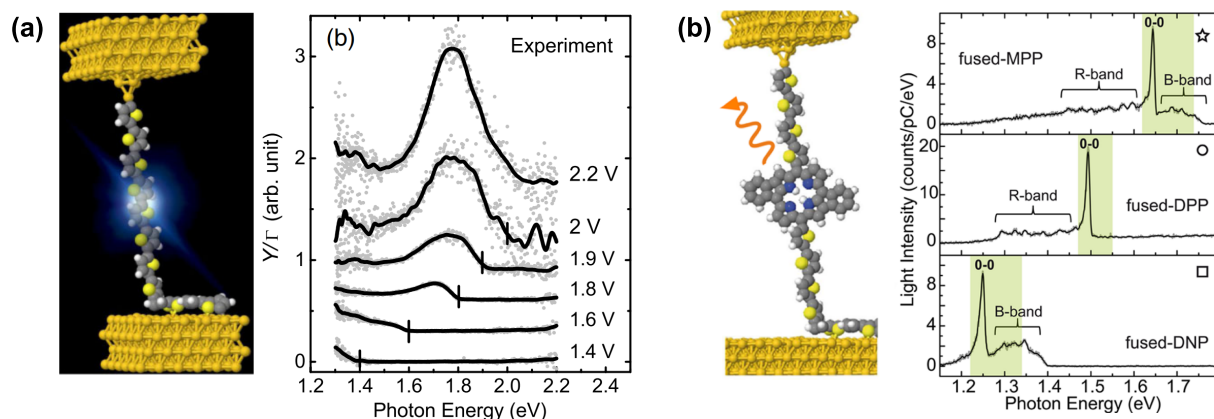 (a)
(b)
Experiment
Y/Γ (arb. unit)
3
2
1
0
2.2 V
2 V
1.9 V
1.8 V
1.6 V
1.4 V
1.2 1.4 1.6 1.8 2.0 2.2 2.4
Photon Energy (eV)
(b)
Light Intensity (counts/pC/eV)
0-0
fused-MPP
R-band
B-band
8
4
0
0-0
R-band
fused-DPP
20
10
0
0-0
B-band
fused-DNP
8
4
0
1.2 1.3 1.4 1.5 1.6 1.7
Photon Energy (eV)